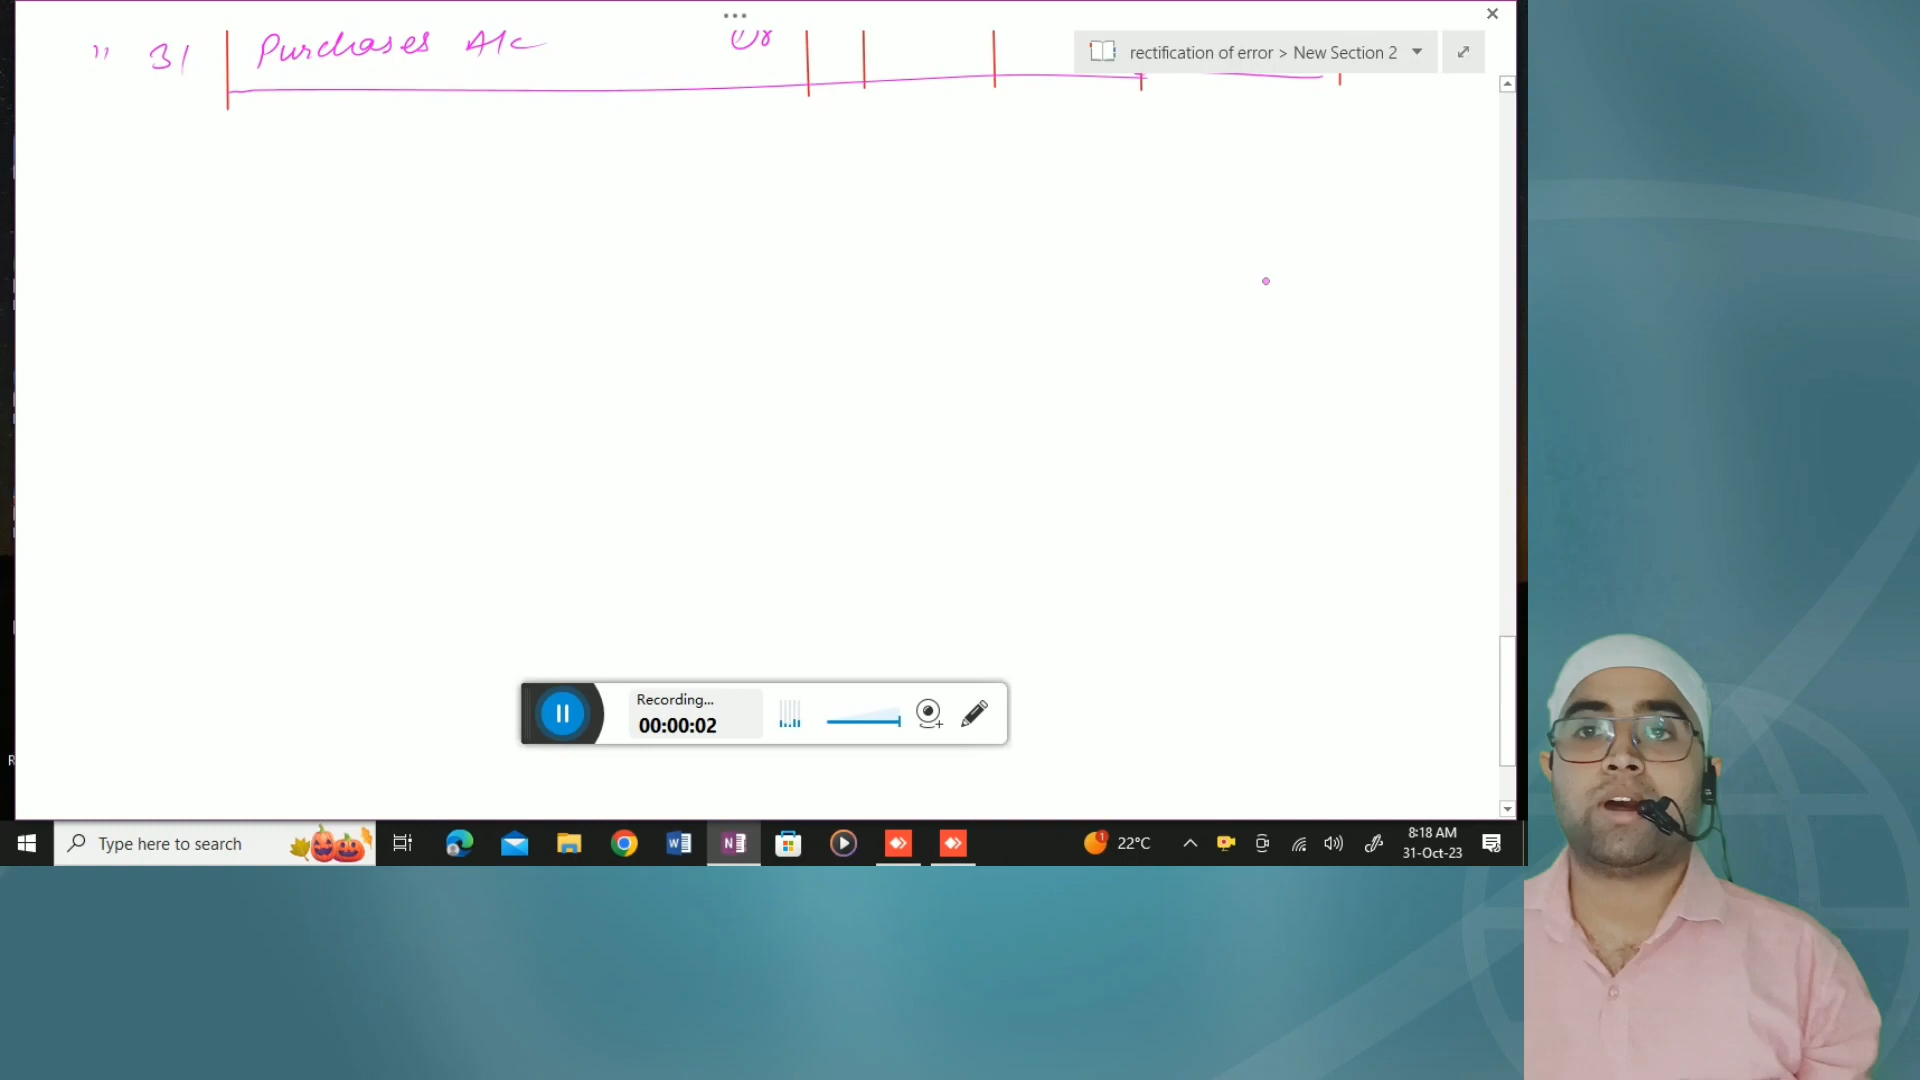 " 31 Purchases A/c Dr
rectification of error > New Section 2
Recording...
00:00:02
Type here to search
22°C
8:18 AM
31-Oct-23